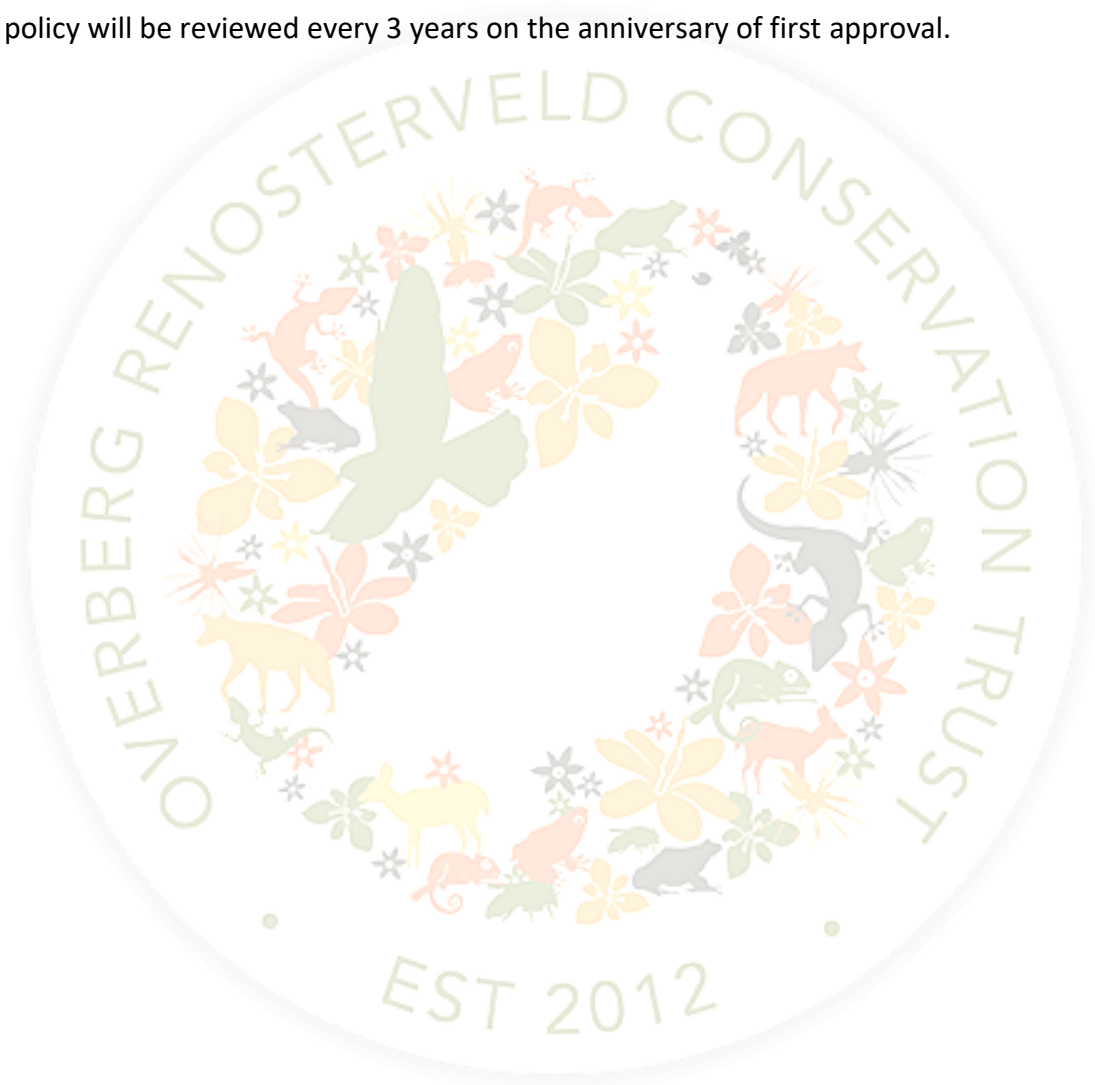 policy will be reviewed every 3 years on the anniversary of first approval.
OVERBERG RENOSTERVELD CONSERVATION TRUST
EST 2012